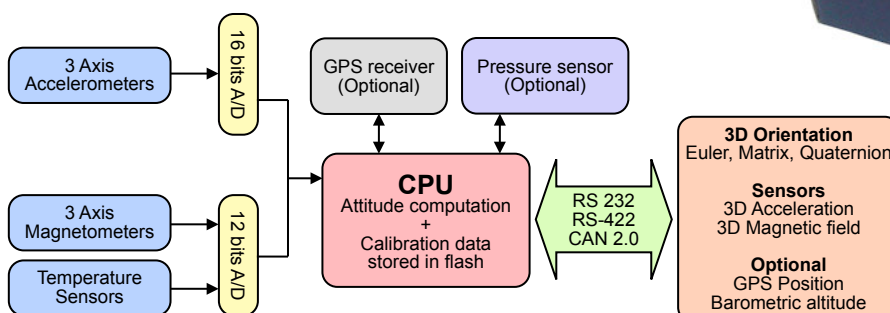 3 Axis
Accelerometers
16 bits A/D
GPS receiver
(Optional)
Pressure sensor
(Optional)
3 Axis
Magnetometers
Temperature
Sensors
12 bits A/D
CPU
Attitude computation
+
Calibration data
stored in flash
RS 232
RS-422
CAN 2.0
3D Orientation
Euler, Matrix, Quaternion
Sensors
3D Acceleration
3D Magnetic field
Optional
GPS Position
Barometric altitude